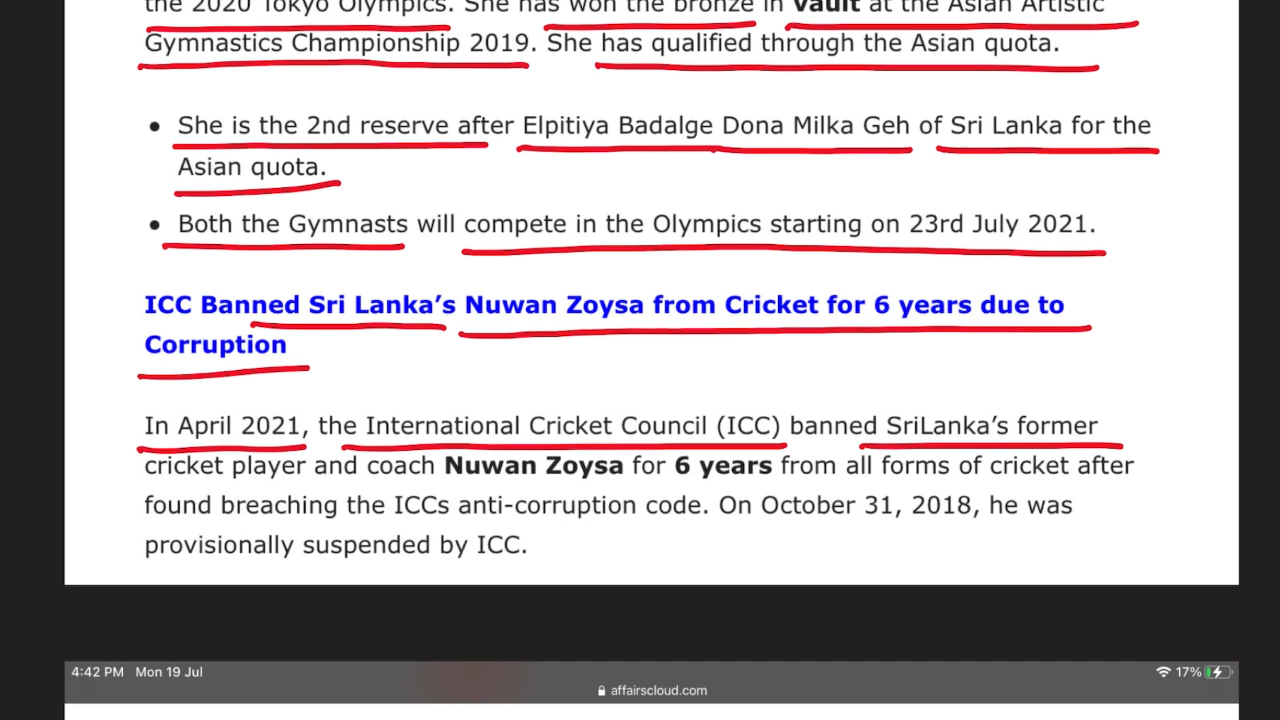 the 2020 Tokyo Olympics. She has won the bronze in Vault at the Asian Artistic
Gymnastics Championship 2019. She has qualified through the Asian quota.
• She is the 2nd reserve after Elpitiya Badalge Dona Milka Geh of Sri Lanka for the
Asian quota.
• Both the Gymnasts will compete in the Olympics starting on 23rd July 2021.
ICC Banned Sri Lanka’s Nuwan Zoysa from Cricket for 6 years due to
Corruption
In April 2021, the International Cricket Council (ICC) banned SriLanka’s former
cricket player and coach Nuwan Zoysa for 6 years from all forms of cricket after
found breaching the ICCs anti-corruption code. On October 31, 2018, he was
provisionally suspended by ICC.
4:42 PM Mon 19 Jul 17%
affairscloud.com